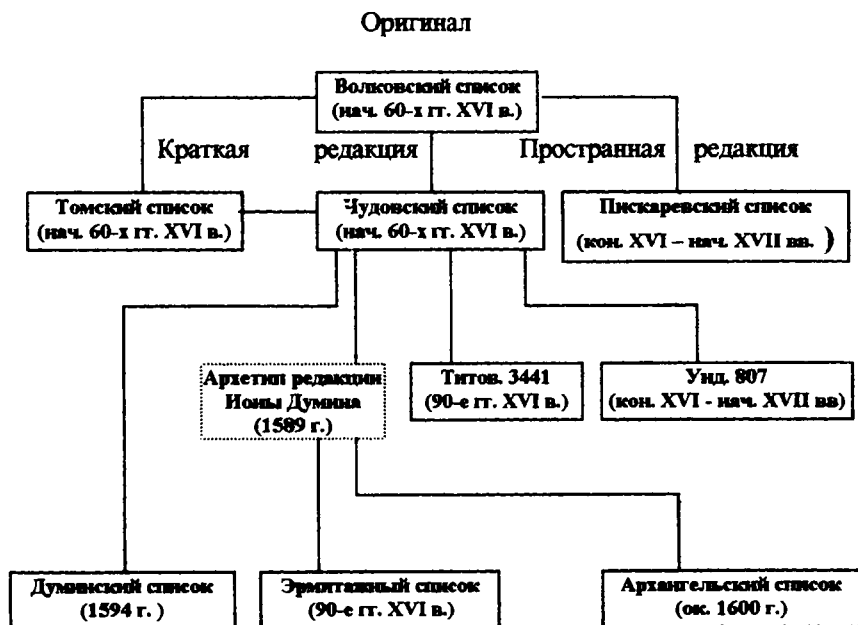 Оригинал
Волковский список
(нач. 60-х гг. XVI в.)
Краткая редакция Пространная редакция
Томский список
(нач. 60-х гг. XVI в.)
Чудовский список
(нач. 60-х гг. XVI в.)
Пискаревский список
(кон. XVI – нач. XVII вв. )
Архетип редакции
Ионы Думина
(1589 г.)
Титов. 3441
(90-е гг. XVI в.)
Унд. 807
(кон. XVI - нач. XVII вв)
Думинский список
(1594 г. )
Эрмитажный список
(90-е гг. XVI в.)
Архангельский список
(ок. 1600 г.)